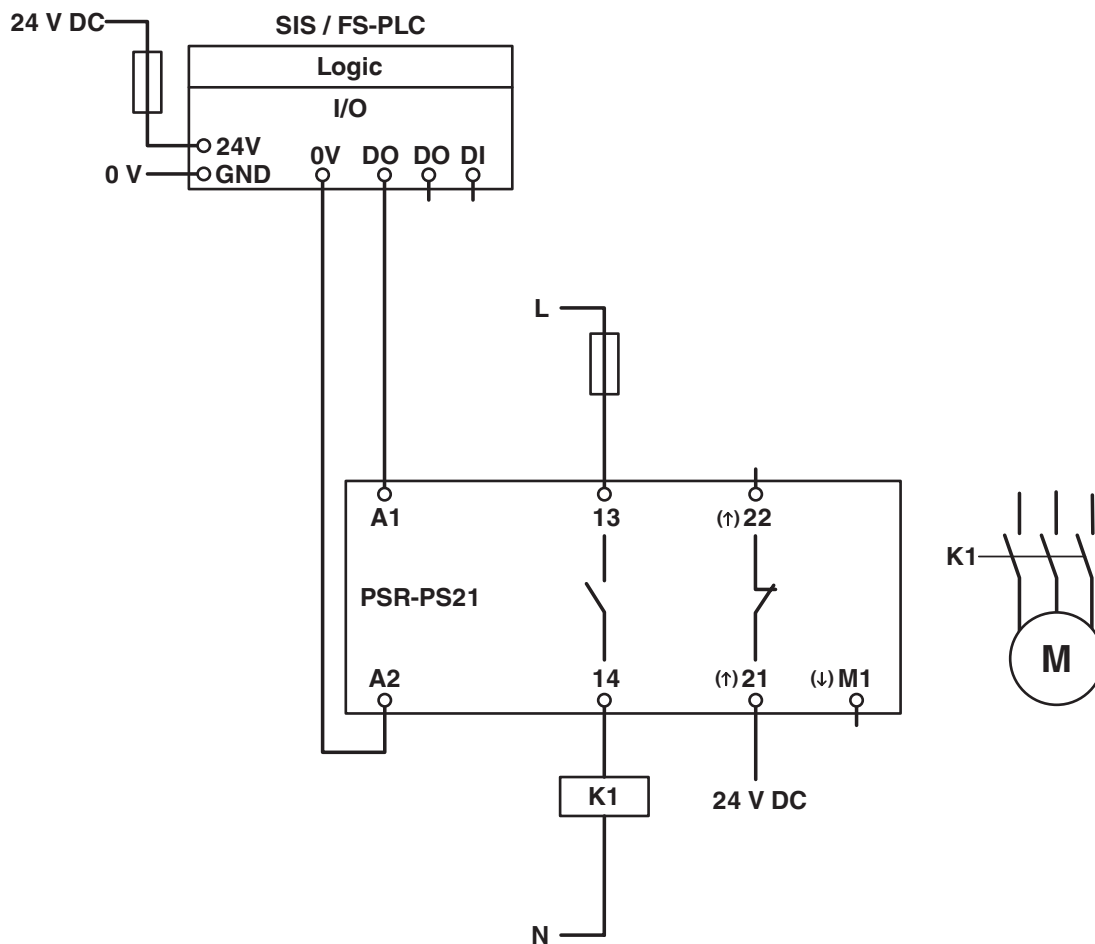 24 V DC
SIS / FS-PLC
Logic
I/O
24V
0V DO DO DI
0 V
GND
L
A1 13 (↑) 22
K1
PSR-PS21
M
A2 14 (↑) 21 (↓) M1
K1
24 V DC
N